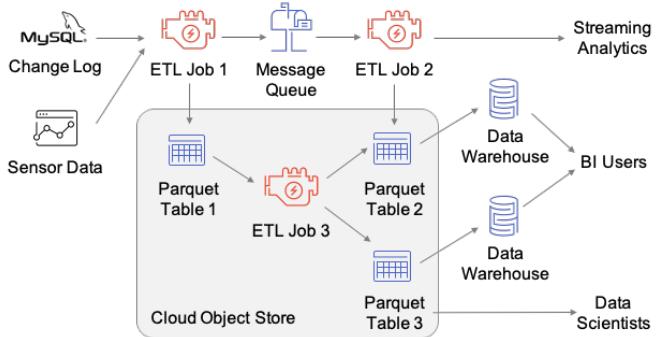 MySQL
Change Log
ETL Job 1
Message
Queue
ETL Job 2
Streaming
Analytics
Sensor Data
Parquet
Table 1
ETL Job 3
Parquet
Table 2
Data
Warehouse
BI Users
Data
Warehouse
Parquet
Table 3
Cloud Object Store
Data
Scientists